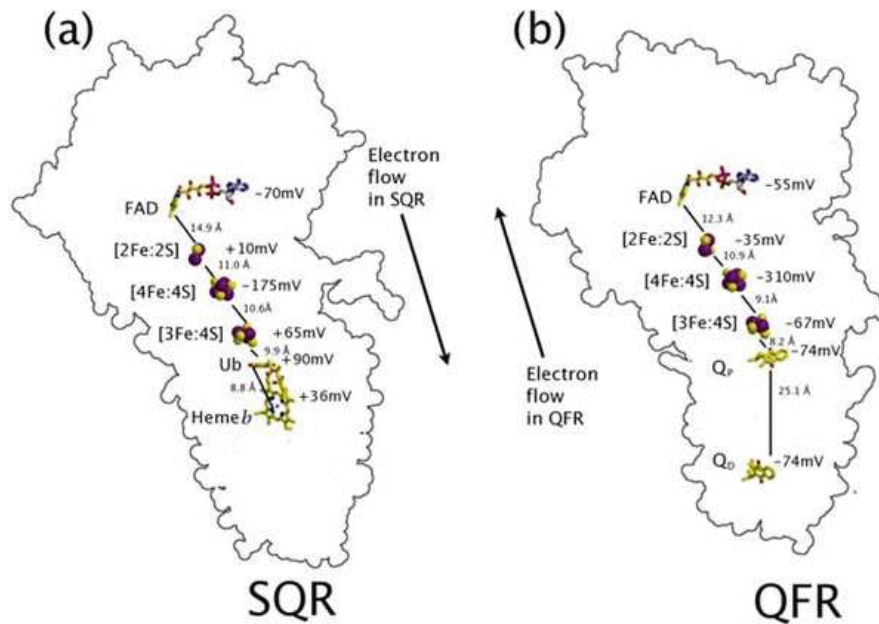 (a)
(b)
Electron
flow
in SQR
FAD
−70mV
14.9 Å
[2Fe:2S]
+10mV
11.0 Å
[4Fe:4S]
−175mV
10.6Å
[3Fe:4S]
+65mV
9.9 Å
Ub
+90mV
8.8 Å
+36mV
Heme b
SQR
FAD
−55mV
12.3 Å
[2Fe:2S]
−35mV
10.9 Å
[4Fe:4S]
−310mV
9.1Å
[3Fe:4S]
−67mV
8.2 Å
QP
−74mV
Electron
flow
in QFR
25.1 Å
QD
−74mV
QFR